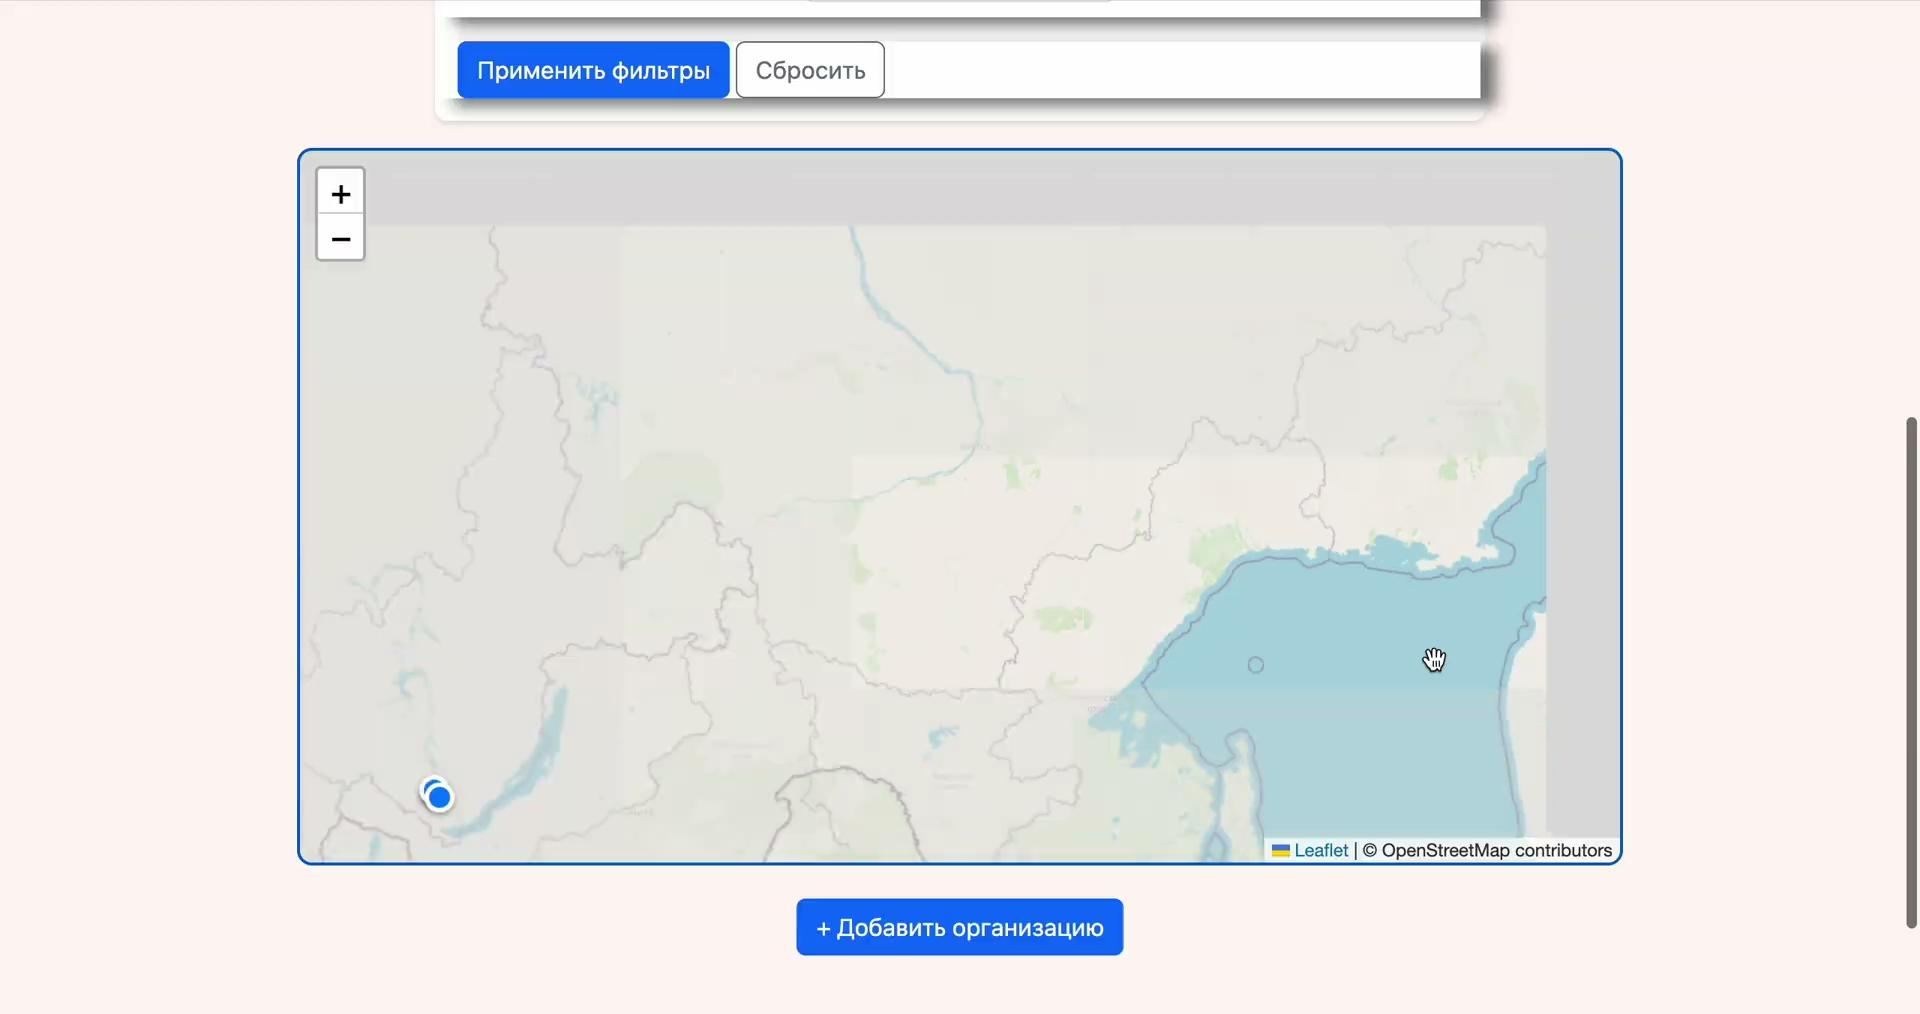 Применить фильтры
Сбросить
+
−
Leaflet | © OpenStreetMap contributors
+ Добавить организацию